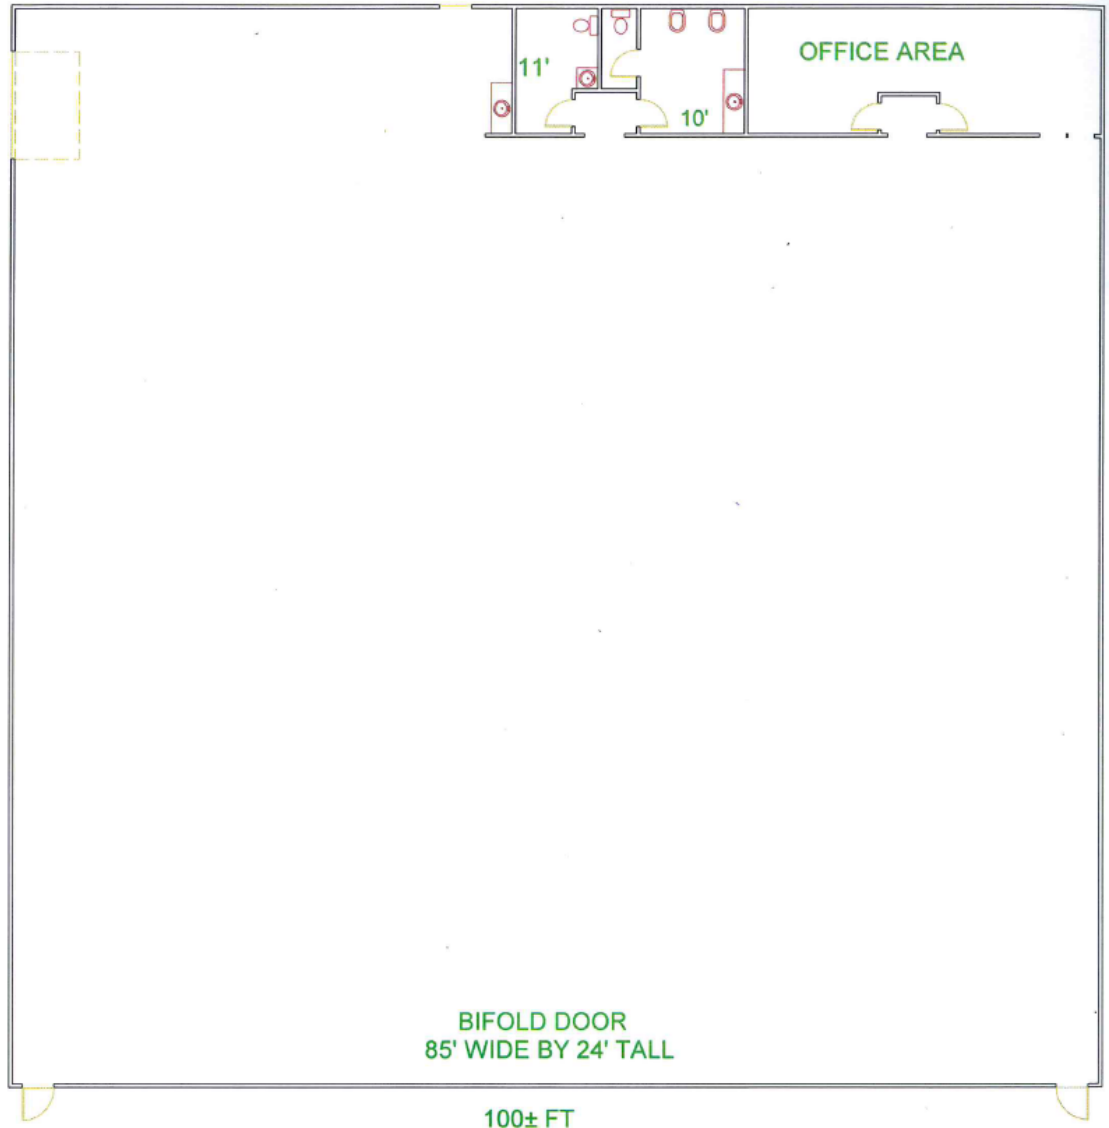 OFFICE AREA
11'
10'
BIFOLD DOOR
85' WIDE BY 24' TALL
100± FT